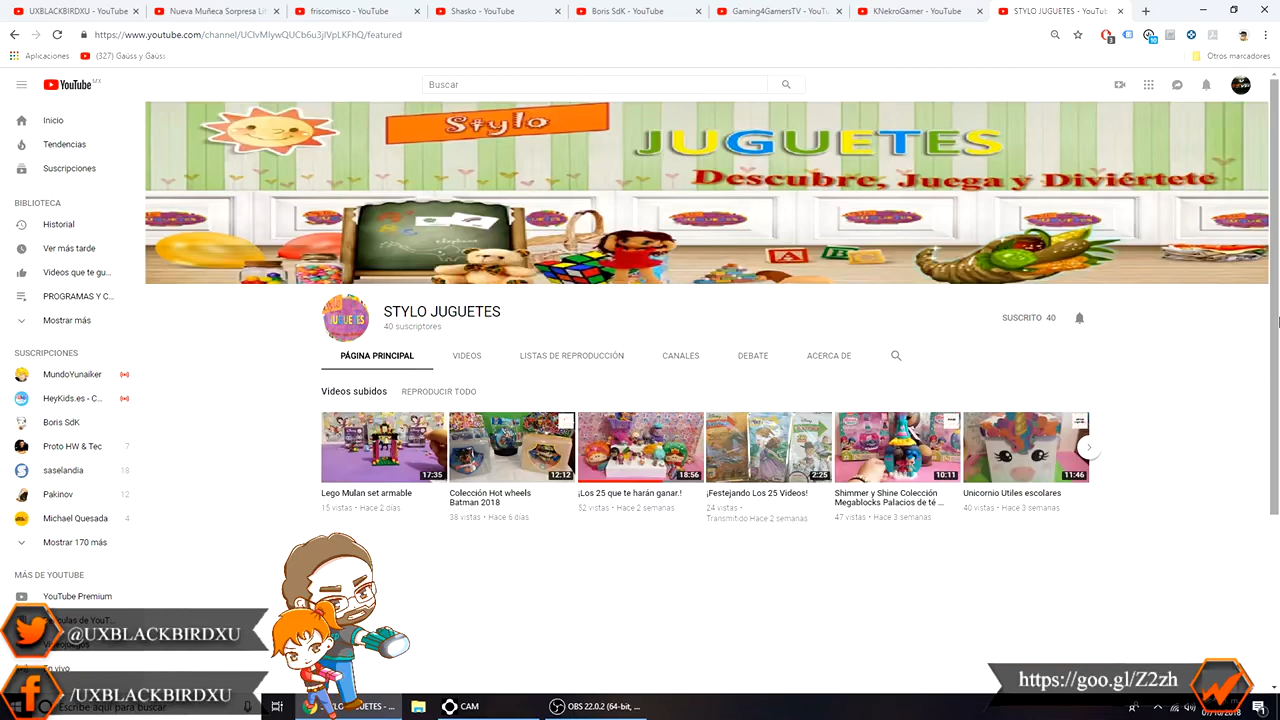 UXBLACKBIRDXU - YouTube
Nueva Muñeca Sorpresa Li
friscomisco - YouTube
Shasko - YouTube
Boris SdK - YouTube
Gaming4GamersTV - YouTu
KNekroGamer - YouTube
STYLO JUGUETES - YouTub
https://www.youtube.com/channel/UClvMlywQUCb6u3jlVpLKFhQ/featured
Aplicaciones
(327) Gaüss y Gaüs
Otros marcadores
YouTube MX
Buscar
Stylo
JUGUETES
Descubre, Juega y Diviértete
Inicio
Tendencias
Suscripciones
BIBLIOTECA
Historial
Ver más tarde
Videos que te gu...
PROGRAMAS Y C...
Mostrar más
SUSCRIPCIONES
MundoYunaiker
HeyKids.es - C...
Boris SdK
Proto HW & Tec 7
saselandia 18
Pakinov 12
Michael Quesada 4
Mostrar 170 más
MÁS DE YOUTUBE
YouTube Premium
STYLO JUGUETES
40 suscriptores
SUSCRITO 40
PÁGINA PRINCIPAL
VIDEOS
LISTAS DE REPRODUCCIÓN
CANALES
DEBATE
ACERCA DE
Videos subidos
REPRODUCIR TODO
17:35
12:12
18:56
2:25
10:11
11:46
Lego Mulan set armable
15 vistas • Hace 2 días
Colección Hot wheels
Batman 2018
38 vistas • Hace 6 días
¡Los 25 que te harán ganar.!
52 vistas • Hace 2 semanas
¡Festejando Los 25 Videos!
24 vistas •
Transmitido Hace 2 semanas
Shimmer y Shine Colección
Megablocks Palacios de té ...
47 vistas • Hace 3 semanas
Unicornio Utiles escolares
40 vistas • Hace 3 semanas
@UXBLACKBIRDXU
En vivo
/UXBLACKBIRDXU
Escribe aquí para buscar
CAM
OBS 22.0.2 (64-bit, ...
https://goo.gl/Z2zh
07/10/2018